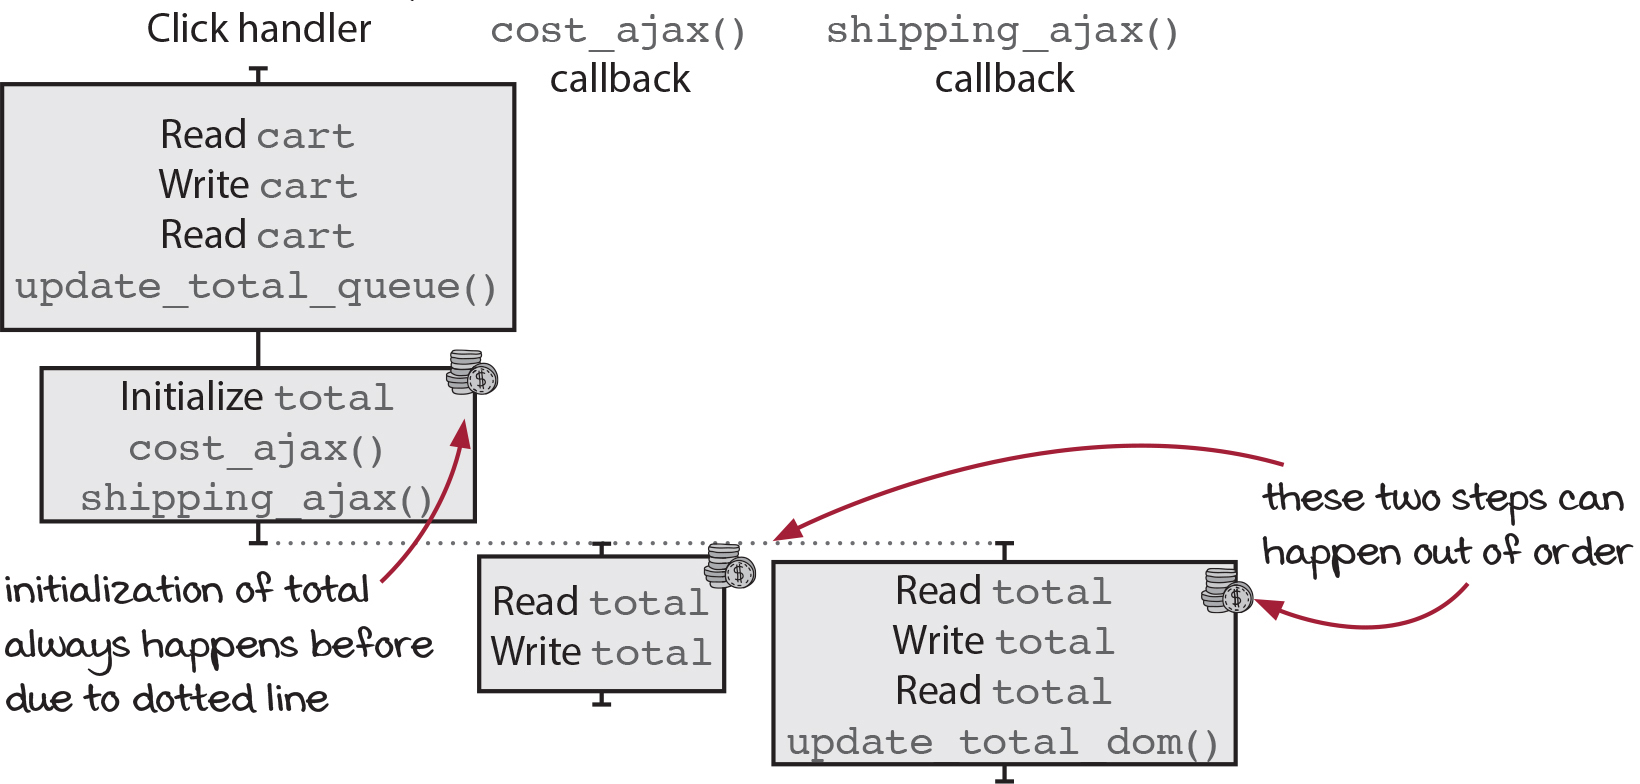 Click handler
cost_ajax()
callback
shipping_ajax()
callback
Read cart
Write cart
Read cart
update_total_queue()
Initialize total
cost_ajax()
shipping_ajax()
initialization of total
always happens before
due to dotted line
Read total
Write total
Read total
Write total
Read total
update_total_dom()
these two steps can
happen out of order
$
$
$